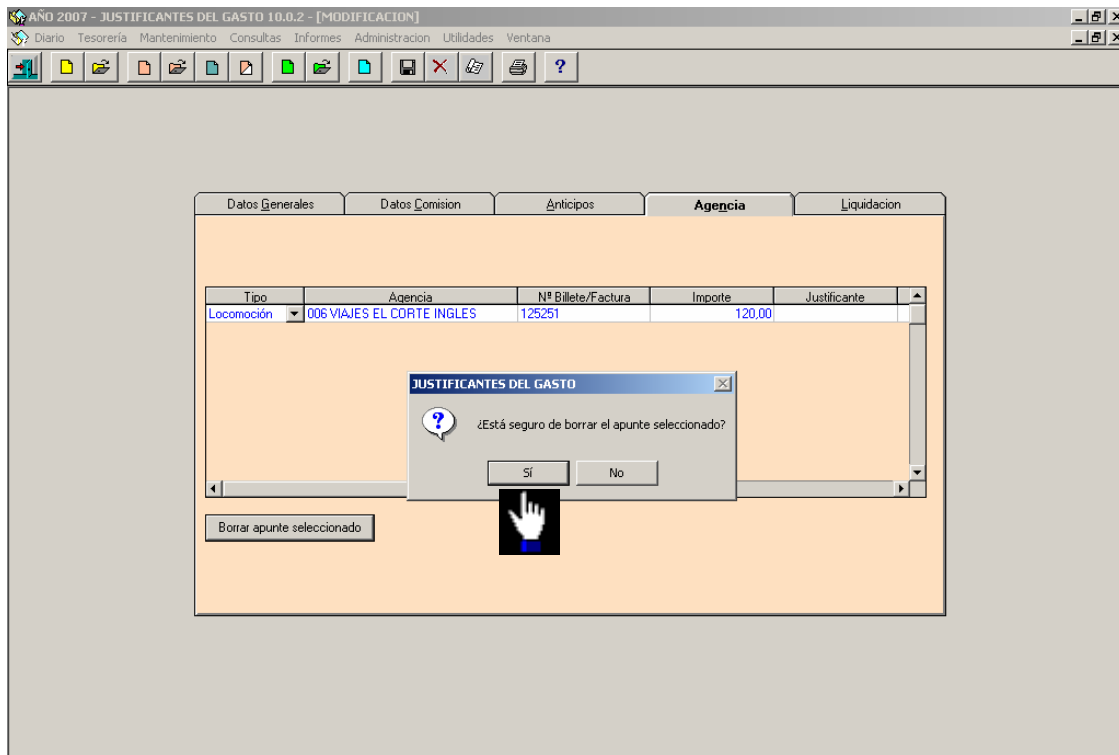 AÑO 2007 - JUSTIFICANTES DEL GASTO 10.0.2 - [MODIFICACION]
Diario Tesorería Mantenimiento Consultas Informes Administracion Utilidades Ventana
?
Datos Generales Datos Comision Anticipos Agencia Liquidacion
Tipo Agencia Nº Billete/Factura Importe Justificante
Locomoción 006 VIAJES EL CORTE INGLES 125251 120,00
JUSTIFICANTES DEL GASTO
? ¿Está seguro de borrar el apunte seleccionado?
Sí No
Borrar apunte seleccionado